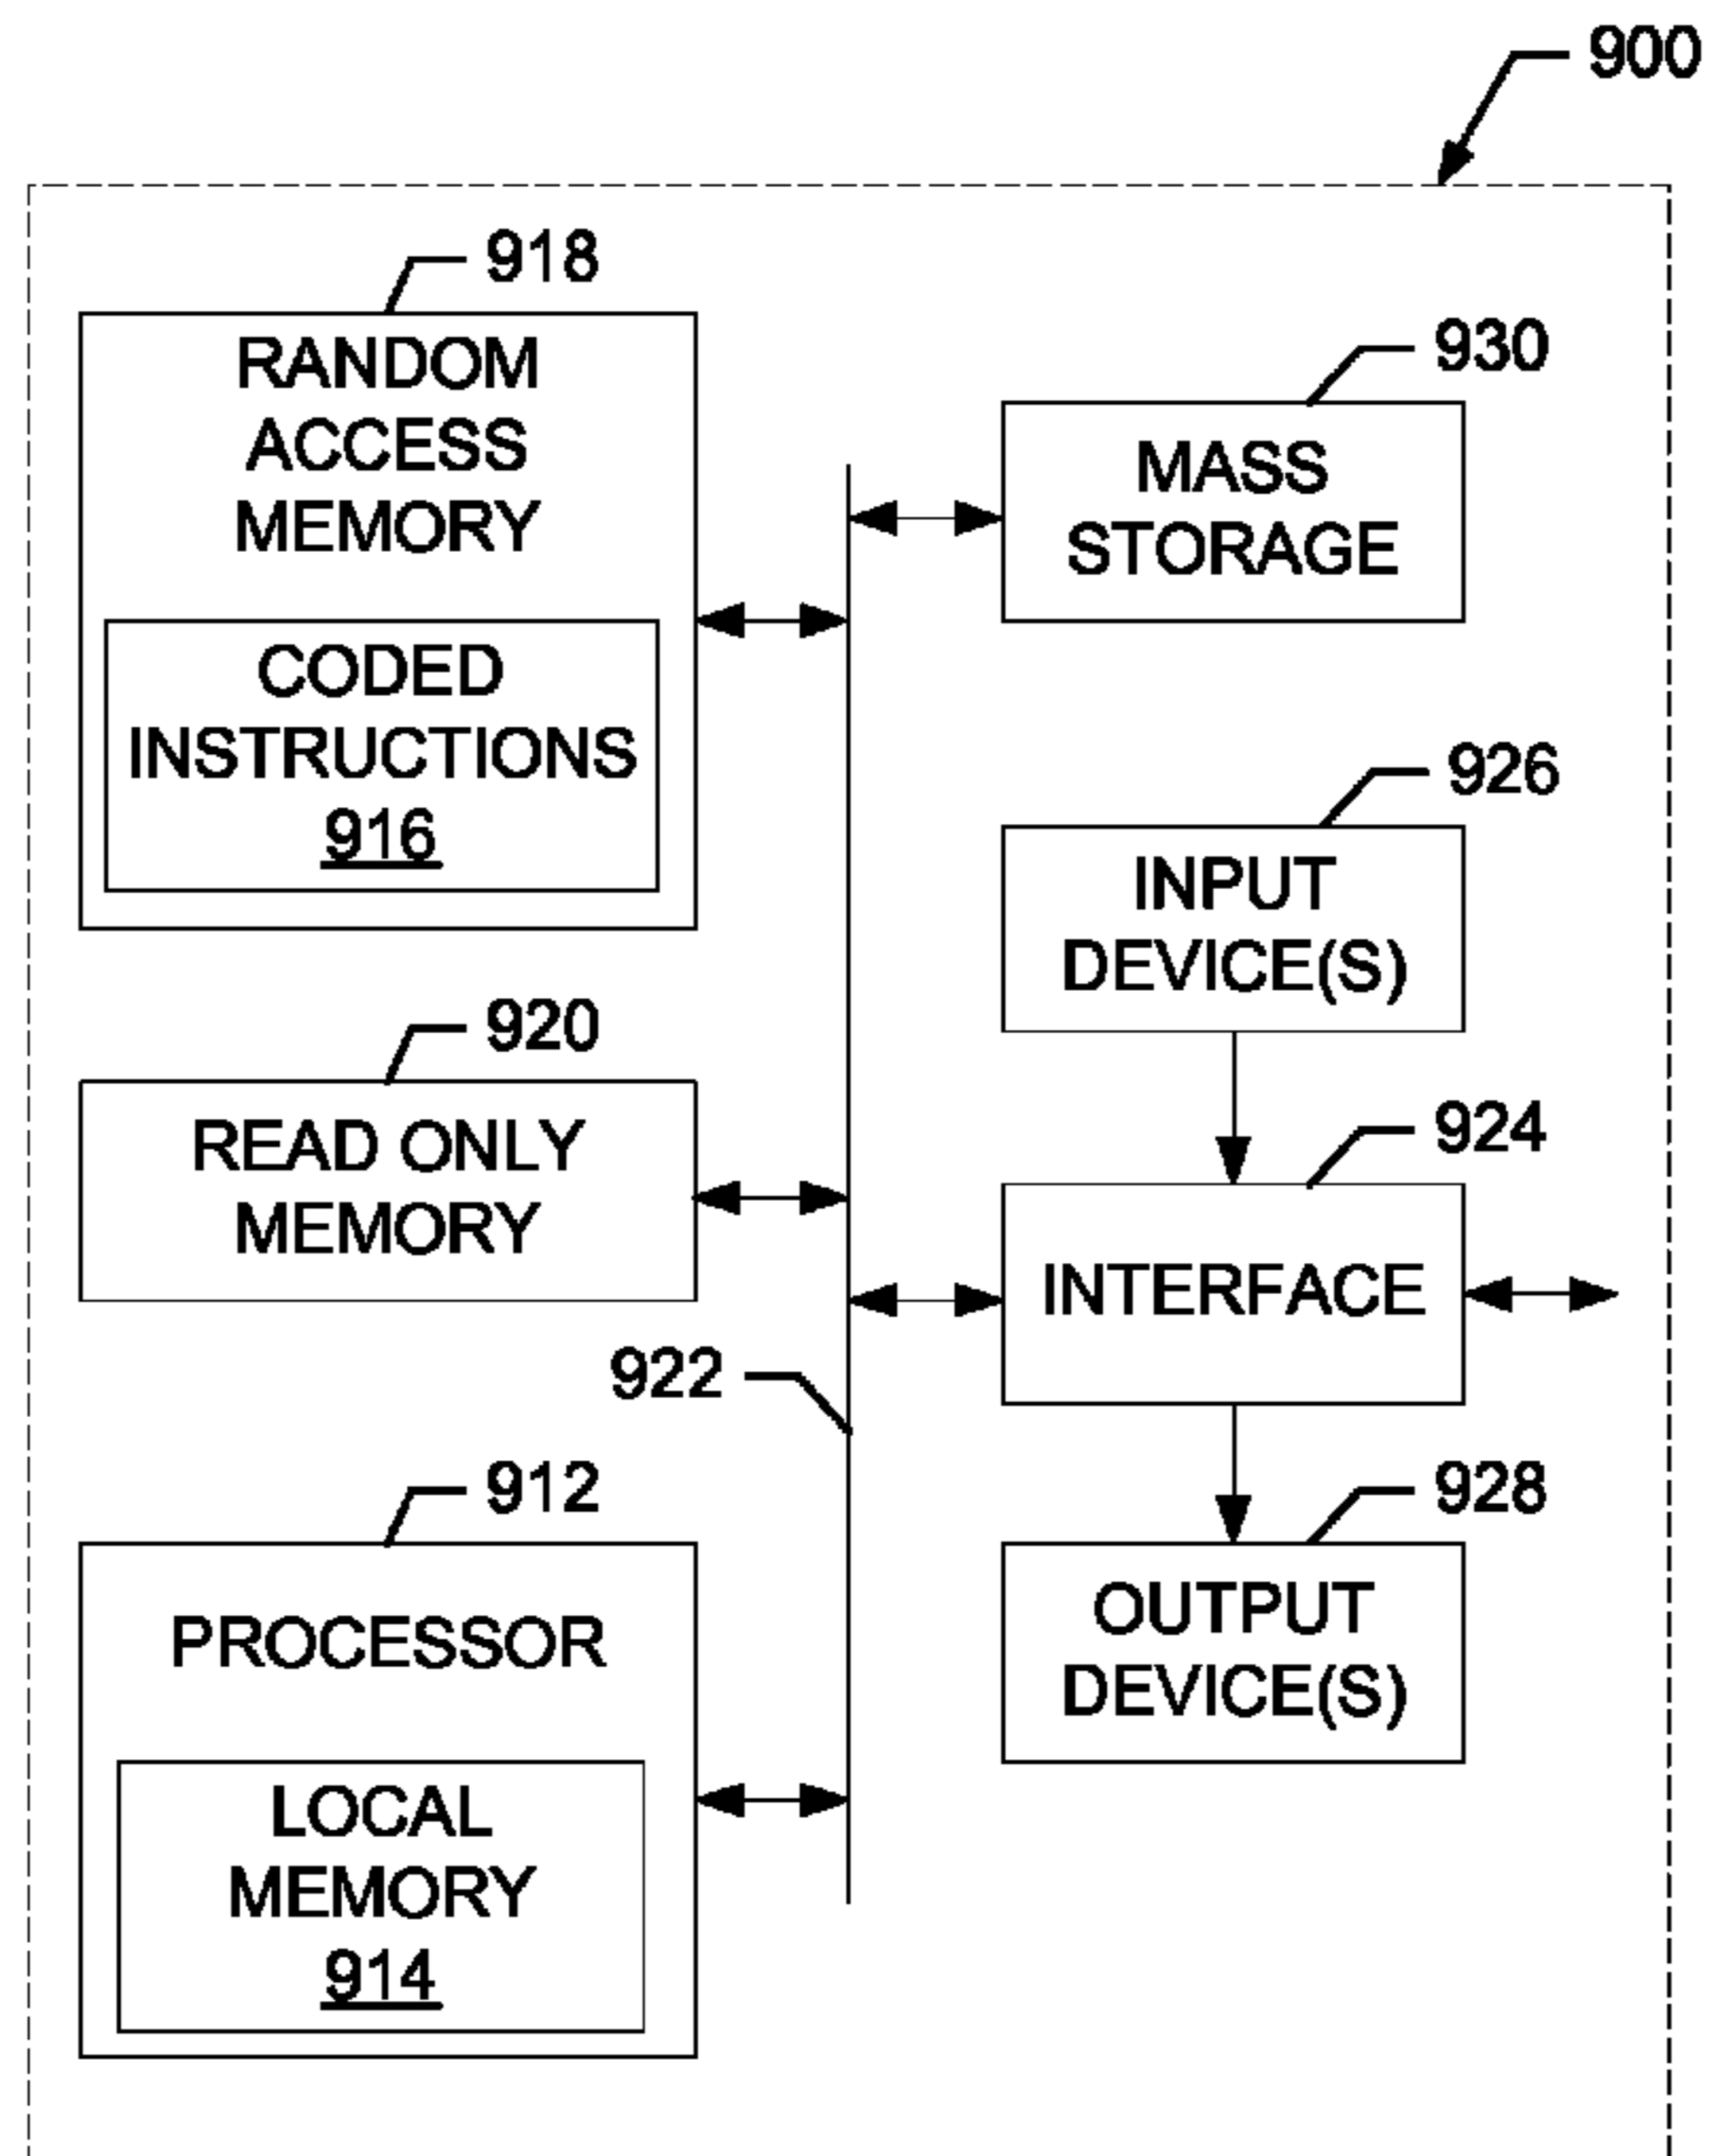 900
918
RANDOM
ACCESS
MEMORY
CODED
INSTRUCTIONS
916
930
MASS
STORAGE
926
INPUT
DEVICE(S)
920
READ ONLY
MEMORY
924
INTERFACE
922
912
PROCESSOR
LOCAL
MEMORY
914
928
OUTPUT
DEVICE(S)